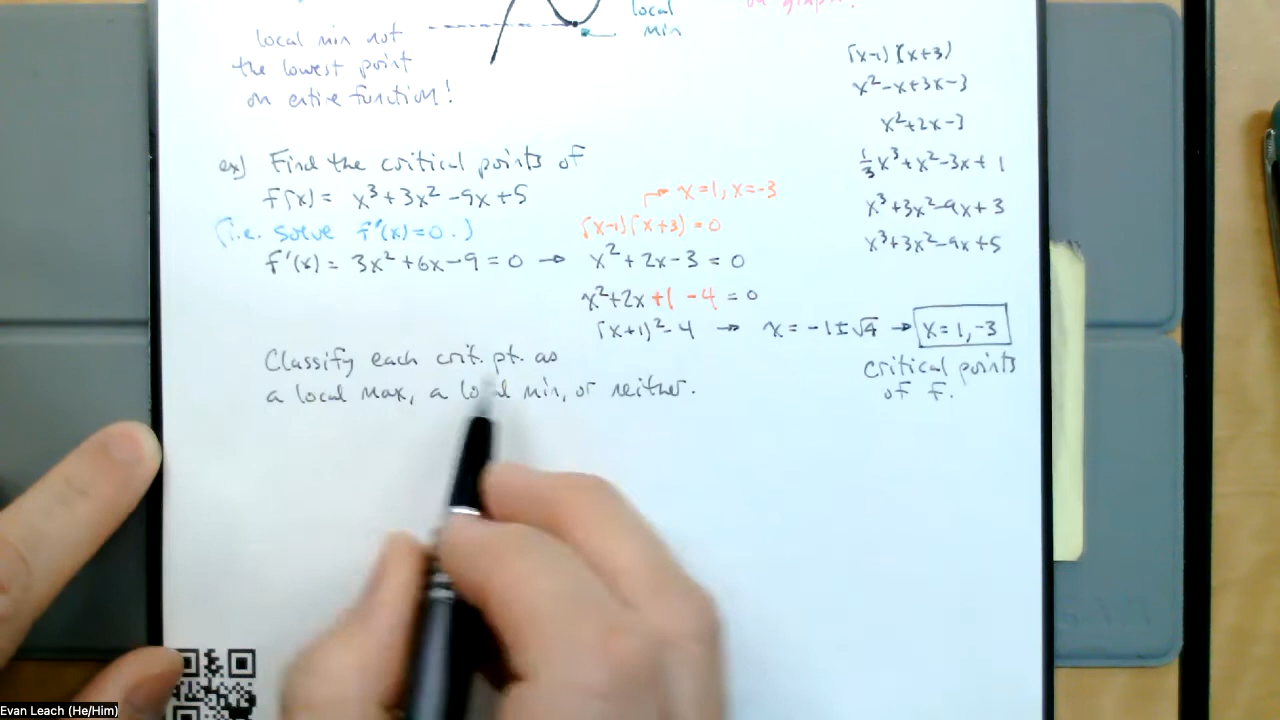 local
min
local min not
the lowest point
on entire function!
(x-1)(x+3)
x²-x+3x-3
x²+2x-3
⅓x³+x²-3x+1
x³+3x²-9x+3
x³+3x²-9x+5
ex) Find the critical points of
f(x) = x³+3x²-9x+5
→ x=1, x=-3
(i.e. solve f'(x)=0.)
(x-1)(x+3)=0
f'(x) = 3x²+6x-9=0 → x²+2x-3=0
x²+2x+1-4=0
(x+1)²-4 → x=-1±√4 → x=1,-3
critical points
of f.
Classify each crit. pt. as
a local max, a local min, or neither.
Evan Leach (He/Him)